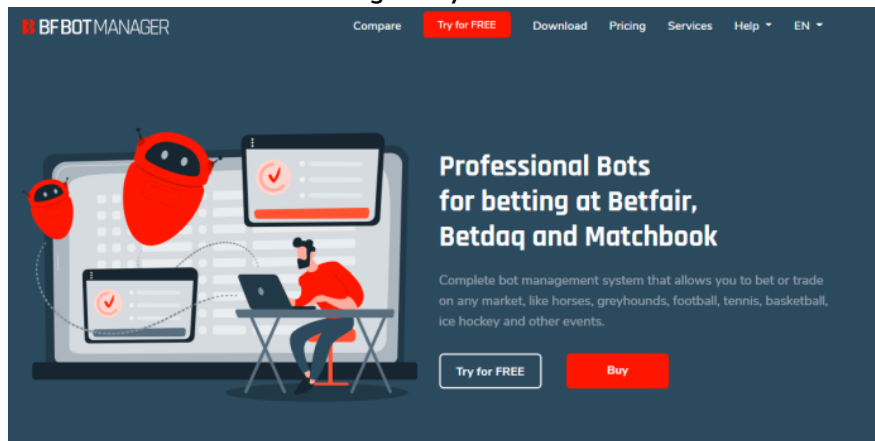 BF BOT MANAGER
Compare Try for FREE Download Pricing Services Help EN
Professional Bots
for betting at Betfair,
Betdaq and Matchbook
Complete bot management system that allows you to bet or trade
on any market, like horses, greyhounds, football, tennis, basketball,
ice hockey and other events.
Try for FREE Buy